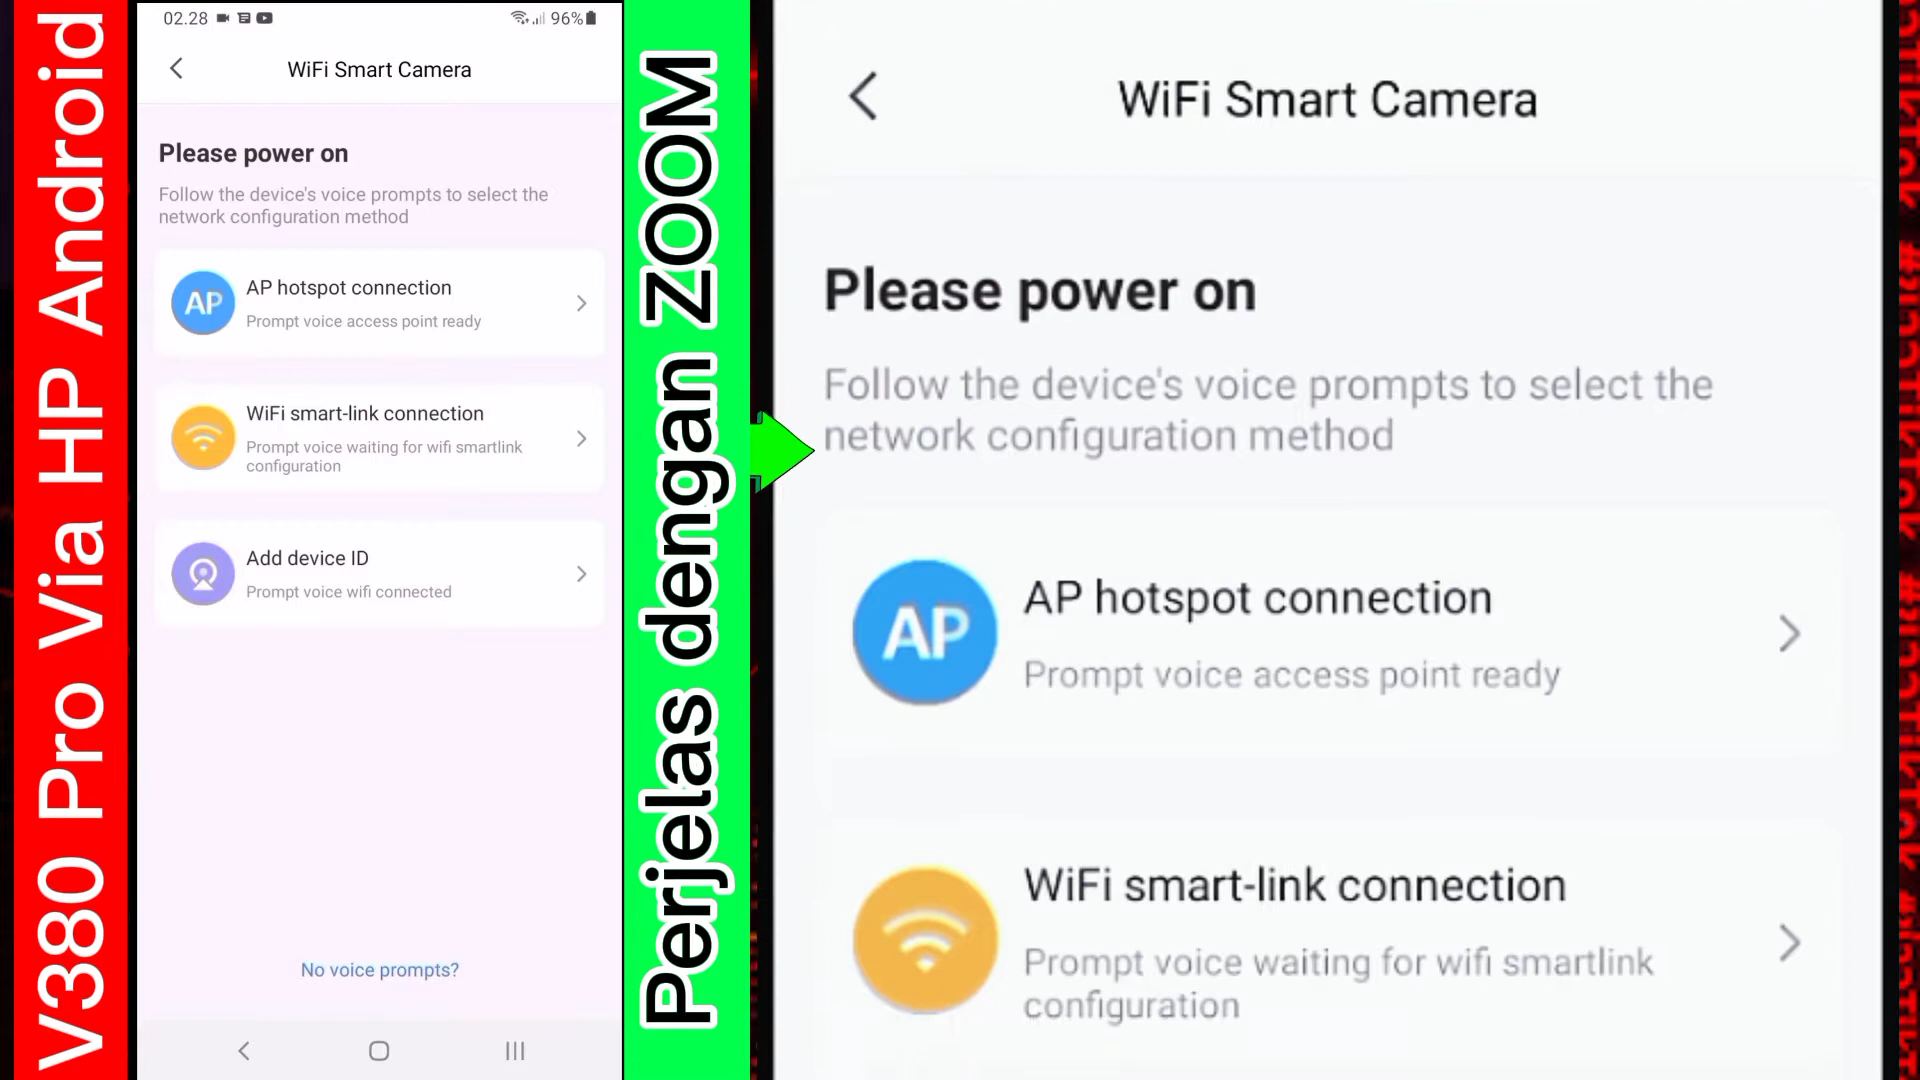 V380 Pro Via HP Android
02.28
96%
WiFi Smart Camera
Please power on
Follow the device's voice prompts to select the
network configuration method
AP
AP hotspot connection
Prompt voice access point ready
WiFi smart-link connection
Prompt voice waiting for wifi smartlink
configuration
Add device ID
Prompt voice wifi connected
No voice prompts?
Perjelas dengan ZOOM
WiFi Smart Camera
Please power on
Follow the device's voice prompts to select the
network configuration method
AP
AP hotspot connection
Prompt voice access point ready
WiFi smart-link connection
Prompt voice waiting for wifi smartlink
configuration